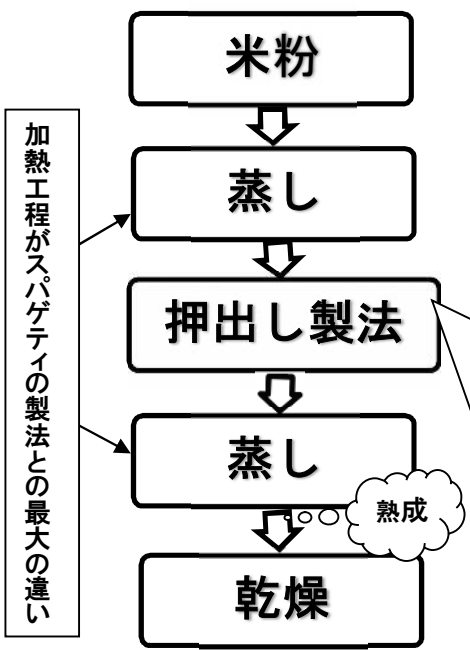 米粉
加熱工程がスパゲティの製法との最大の違い
蒸し
押出し製法
蒸し
熟成
乾燥